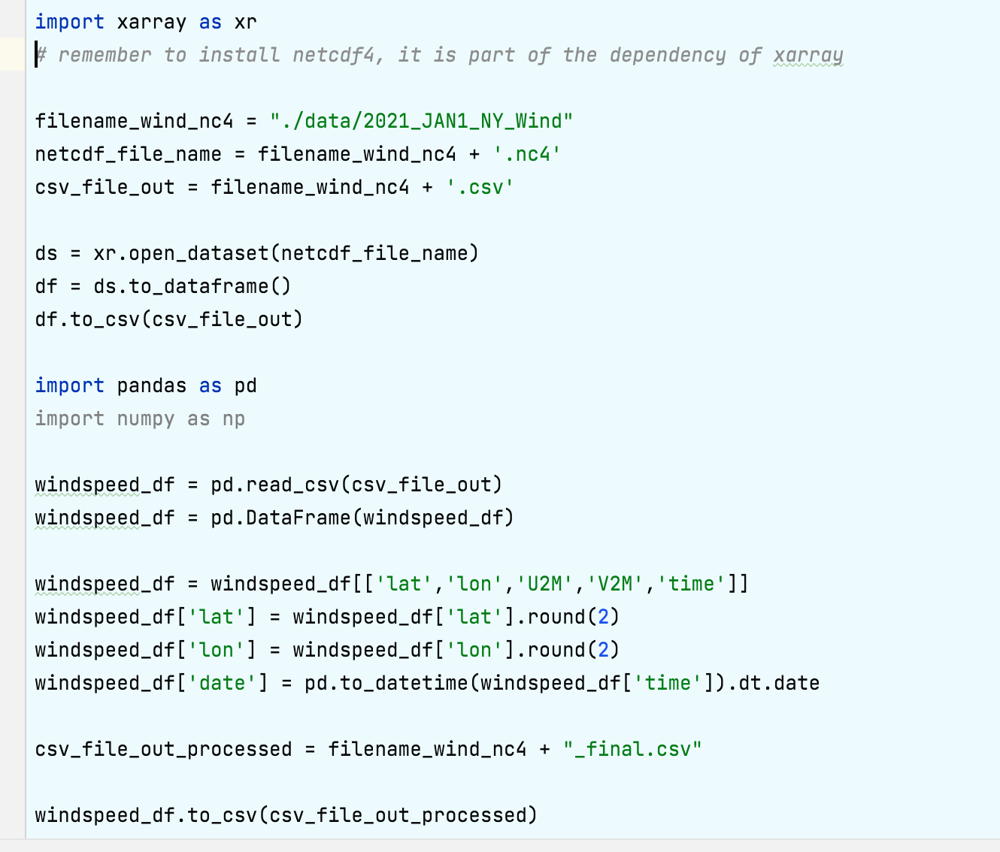 import xarray as xr
# remember to install netcdf4, it is part of the dependency of xarray
filename_wind_nc4 = "./data/2021_JAN1_NY_Wind"
netcdf_file_name = filename_wind_nc4 + '.nc4'
csv_file_out = filename_wind_nc4 + '.csv'
ds = xr.open_dataset(netcdf_file_name)
df = ds.to_dataframe()
df.to_csv(csv_file_out)
import pandas as pd
import numpy as np
windspeed_df = pd.read_csv(csv_file_out)
windspeed_df = pd.DataFrame(windspeed_df)
windspeed_df = windspeed_df[['lat','lon','U2M','V2M','time']]
windspeed_df['lat'] = windspeed_df['lat'].round(2)
windspeed_df['lon'] = windspeed_df['lon'].round(2)
windspeed_df['date'] = pd.to_datetime(windspeed_df['time']).dt.date
csv_file_out_processed = filename_wind_nc4 + "_final.csv"
windspeed_df.to_csv(csv_file_out_processed)